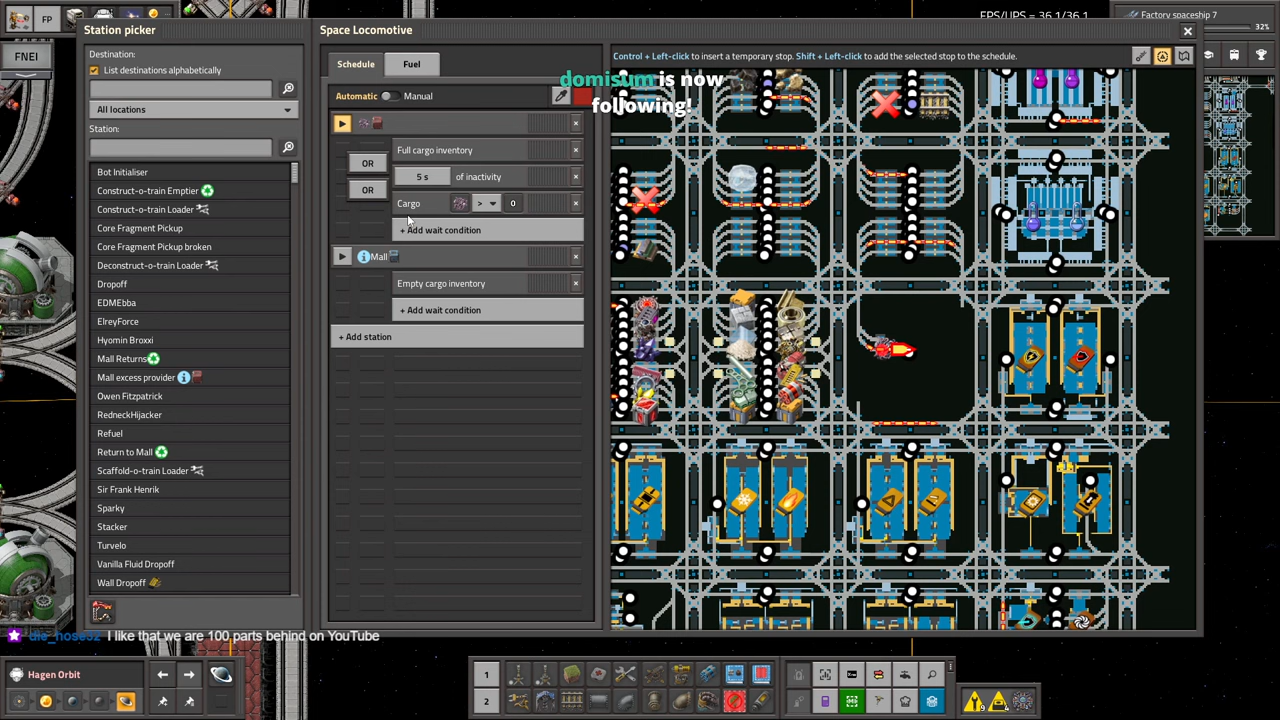 FP
FNEI
Station picker
Destination:
List destinations alphabetically
All locations
Station:
Bot Initialiser
Construct-o-train Emptier
Construct-o-train Loader
Core Fragment Pickup
Core Fragment Pickup broken
Deconstruct-o-train Loader
Dropoff
EDMEbba
ElreyForce
Hyomin Broxxi
Mall Returns
Mall excess provider
Owen Fitzpatrick
RedneckHijacker
Refuel
Return to Mall
Scaffold-o-train Loader
Sir Frank Henrik
Sparky
Stacker
Turvelo
Vanilla Fluid Dropoff
Wall Dropoff
Space Locomotive
Schedule
Fuel
Automatic
Manual
Full cargo inventory
OR
5 s
of inactivity
OR
Cargo
>
0
+ Add wait condition
Mall
Empty cargo inventory
+ Add wait condition
+ Add station
FPS/UPS = 36.1/36.1
Factory spaceship 7
32%
Control + Left-click to insert a temporary stop. Shift + Left-click to add the selected stop to the schedule.
domisum is now
following!
die_hose32 I like that we are 100 parts behind on YouTube
Hagen Orbit
1
2